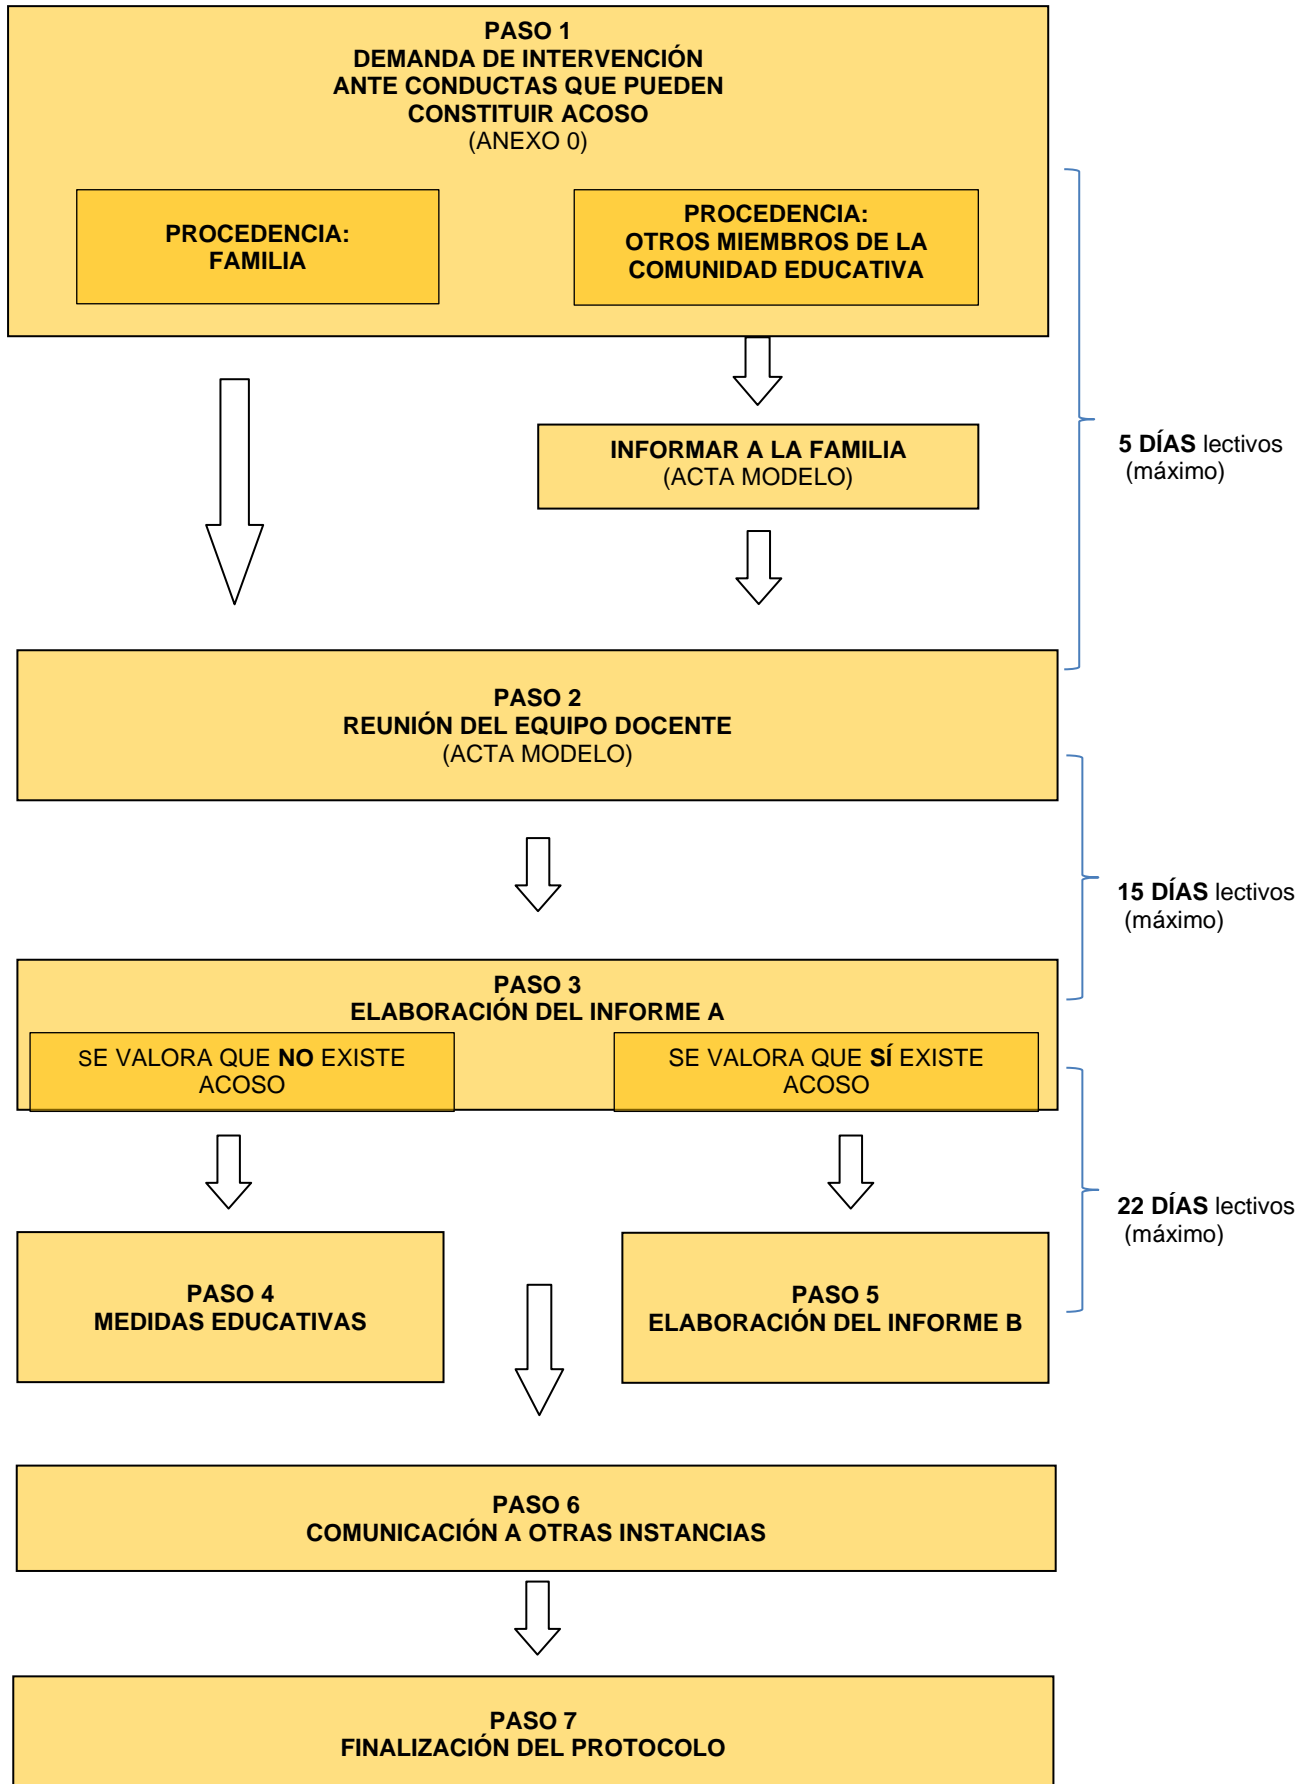 PASO 1
DEMANDA DE INTERVENCIÓN
ANTE CONDUCTAS QUE PUEDEN
CONSTITUIR ACOSO
(ANEXO 0)
PROCEDENCIA:
FAMILIA
PROCEDENCIA:
OTROS MIEMBROS DE LA
COMUNIDAD EDUCATIVA
INFORMAR A LA FAMILIA
(ACTA MODELO)
5 DÍAS lectivos
(máximo)
PASO 2
REUNIÓN DEL EQUIPO DOCENTE
(ACTA MODELO)
15 DÍAS lectivos
(máximo)
PASO 3
ELABORACIÓN DEL INFORME A
SE VALORA QUE NO EXISTE
ACOSO
SE VALORA QUE SÍ EXISTE
ACOSO
22 DÍAS lectivos
(máximo)
PASO 4
MEDIDAS EDUCATIVAS
PASO 5
ELABORACIÓN DEL INFORME B
PASO 6
COMUNICACIÓN A OTRAS INSTANCIAS
PASO 7
FINALIZACIÓN DEL PROTOCOLO